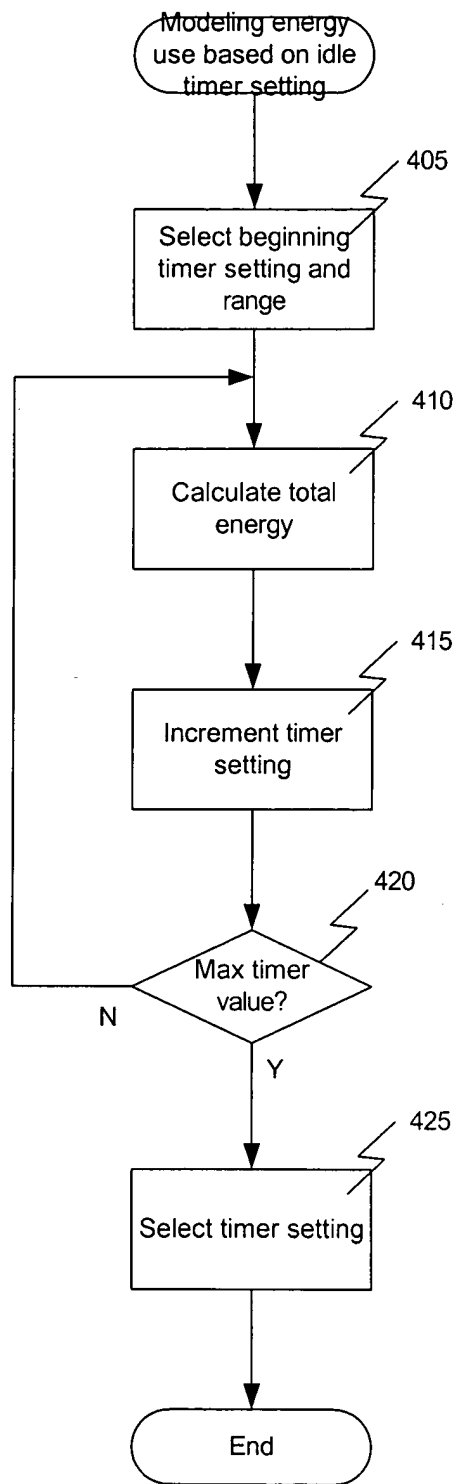 Modeling energy
use based on idle
timer setting
405
Select beginning
timer setting and
range
410
Calculate total
energy
415
Increment timer
setting
420
Max timer
value?
N
Y
425
Select timer setting
End